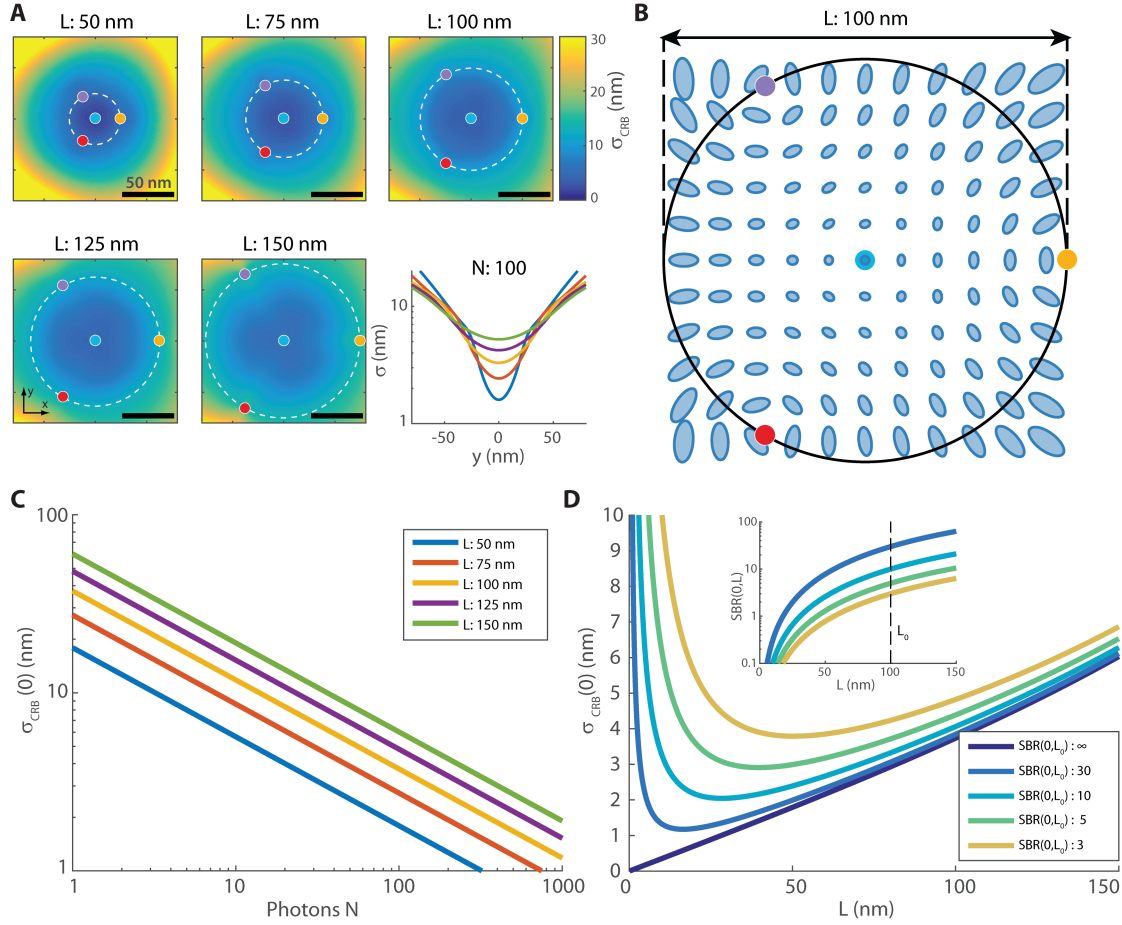 A
L: 50 nm
L: 75 nm
L: 100 nm
50 nm
30
20
10
0
σCRB (nm)
L: 125 nm
L: 150 nm
y
x
N: 100
10
1
σ (nm)
-50 0 50
y (nm)
B
L: 100 nm
C
100
10
1
σCRB (0) (nm)
1 10 100 1000
Photons N
L: 50 nm
L: 75 nm
L: 100 nm
L: 125 nm
L: 150 nm
D
10
9
8
7
6
5
4
3
2
1
0
σCRB(0) (nm)
0 50 100 150
L (nm)
100
10
1
0.1
SBR(0,L)
L₀
0 50 100 150
L (nm)
SBR(0,L₀) : ∞
SBR(0,L₀) : 30
SBR(0,L₀) : 10
SBR(0,L₀) : 5
SBR(0,L₀) : 3